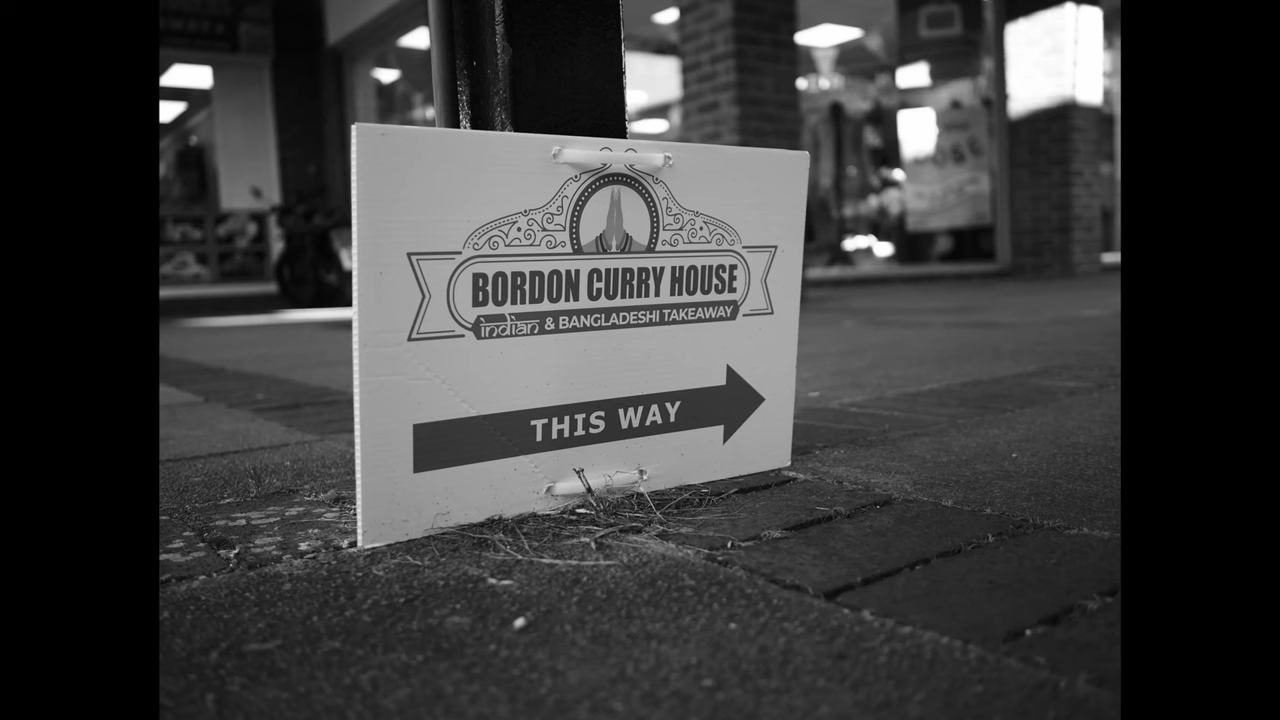 BORDON CURRY HOUSE
indian & BANGLADESHI TAKEAWAY
THIS WAY